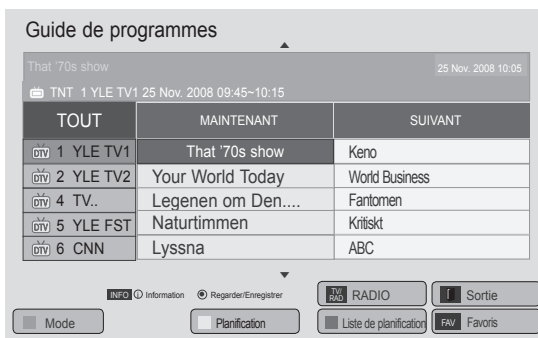 Guide de programmes
That '70s show 25 Nov. 2008 10:05
TNT 1 YLE TV1 25 Nov. 2008 09:45~10:15
TOUT MAINTENANT SUIVANT
DTV 1 YLE TV1 That '70s show Keno
DTV 2 YLE TV2 Your World Today World Business
DTV 4 TV.. Legenen om Den.... Fantomen
DTV 5 YLE FST Naturtimmen Kritiskt
DTV 6 CNN Lyssna ABC
INFO ⓘ Information Regarder/Enregistrer TV/RAD RADIO Sortie
Mode Planification Liste de planification FAV Favoris